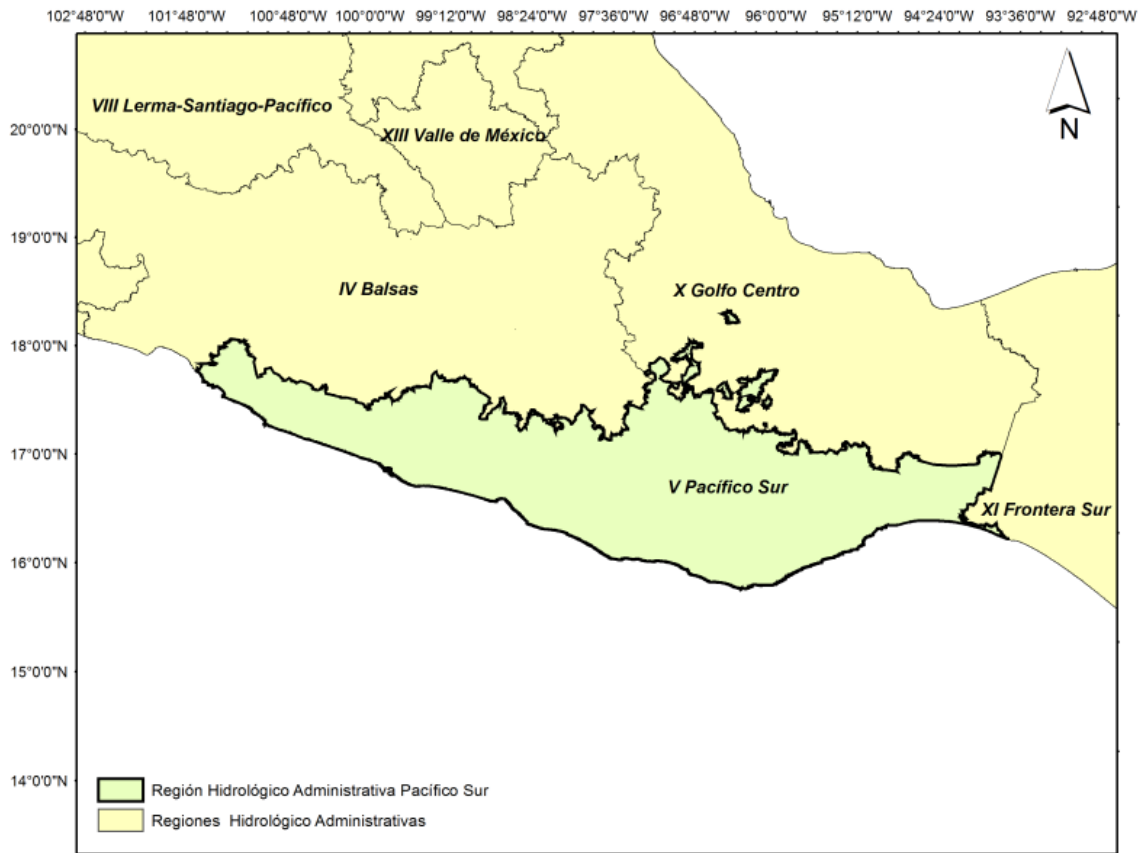 102°48'0"W 101°48'0"W 100°48'0"W 100°0'0"W 99°12'0"W 98°24'0"W 97°36'0"W 96°48'0"W 96°0'0"W 95°12'0"W 94°24'0"W 93°36'0"W 92°48'0"W
N
20°0'0"N
19°0'0"N
18°0'0"N
17°0'0"N
16°0'0"N
15°0'0"N
14°0'0"N
VIII Lerma-Santiago-Pacífico
XIII Valle de México
IV Balsas
X Golfo Centro
V Pacífico Sur
XI Frontera Sur
Región Hidrológico Administrativa Pacífico Sur
Regiones Hidrológico Administrativas